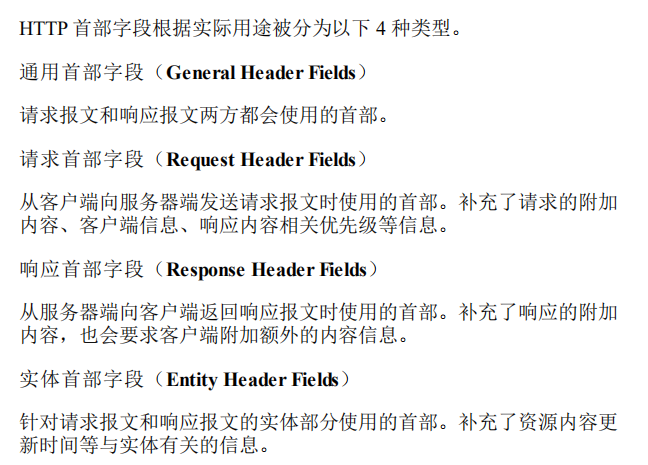 HTTP 首部字段根据实际用途被分为以下 4 种类型。
通用首部字段（General Header Fields）
请求报文和响应报文两方都会使用的首部。
请求首部字段（Request Header Fields）
从客户端向服务器端发送请求报文时使用的首部。补充了请求的附加
内容、客户端信息、响应内容相关优先级等信息。
响应首部字段（Response Header Fields）
从服务器端向客户端返回响应报文时使用的首部。补充了响应的附加
内容，也会要求客户端附加额外的内容信息。
实体首部字段（Entity Header Fields）
针对请求报文和响应报文的实体部分使用的首部。补充了资源内容更
新时间等与实体有关的信息。